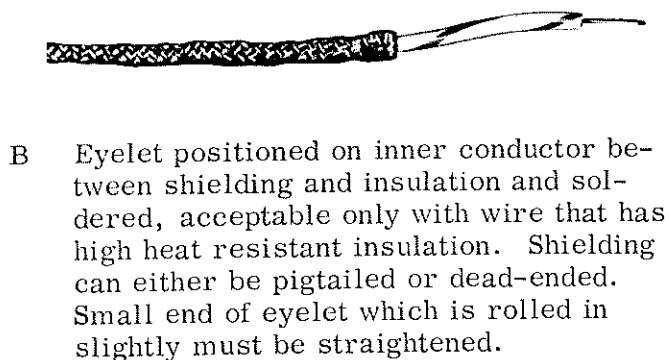 B Eyelet positioned on inner conductor be-
tween shielding and insulation and sol-
dered, acceptable only with wire that has
high heat resistant insulation. Shielding
can either be pigtailed or dead-ended.
Small end of eyelet which is rolled in
slightly must be straightened.